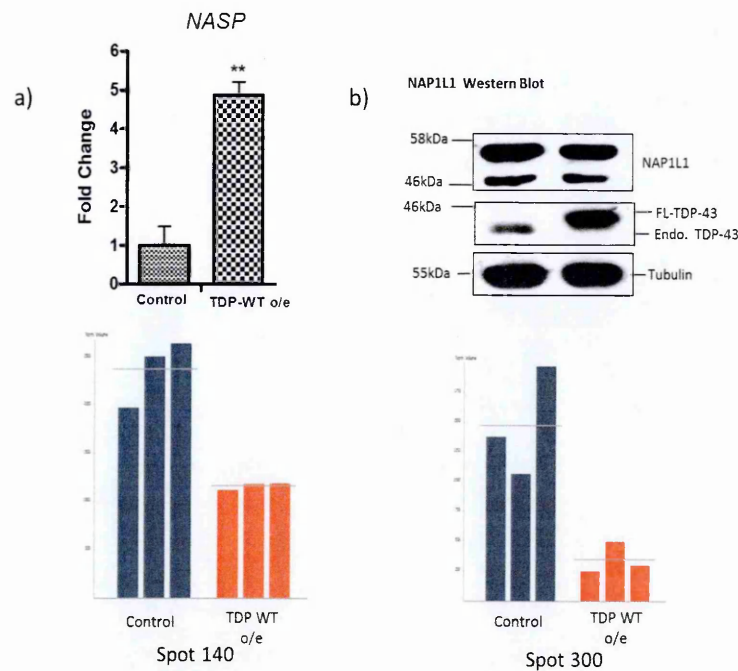 NASP
a)
Fold Change
6
5
4
3
2
1
0
**
Control
TDP-WT o/e
b)
NAP1L1 Western Blot
58kDa
46kDa
NAP1L1
46kDa
FL-TDP-43
Endo. TDP-43
55kDa
Tubulin
Control
TDP WT
o/e
Spot 140
Control
TDP WT
o/e
Spot 300